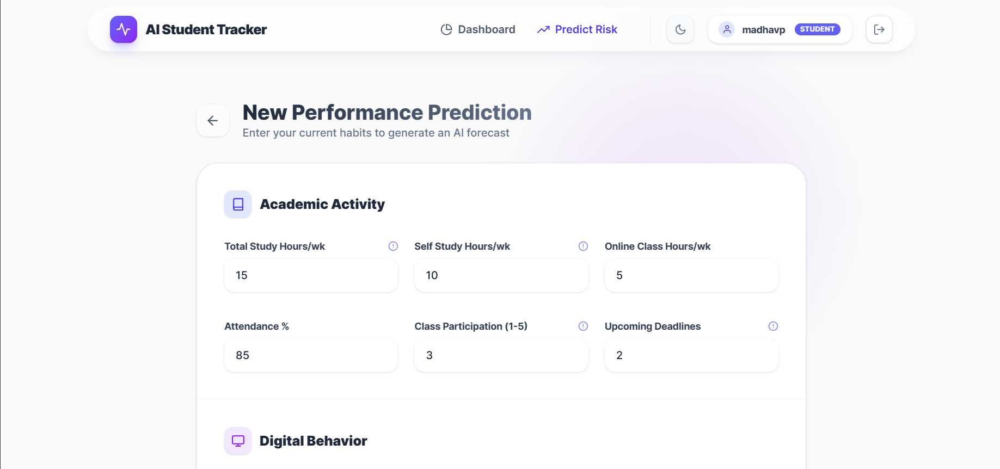 AI Student Tracker
Dashboard
Predict Risk
madhavp
STUDENT
New Performance Prediction
Enter your current habits to generate an AI forecast
Academic Activity
Total Study Hours/wk
Self Study Hours/wk
Online Class Hours/wk
15
10
5
Attendance %
Class Participation (1-5)
Upcoming Deadlines
85
3
2
Digital Behavior